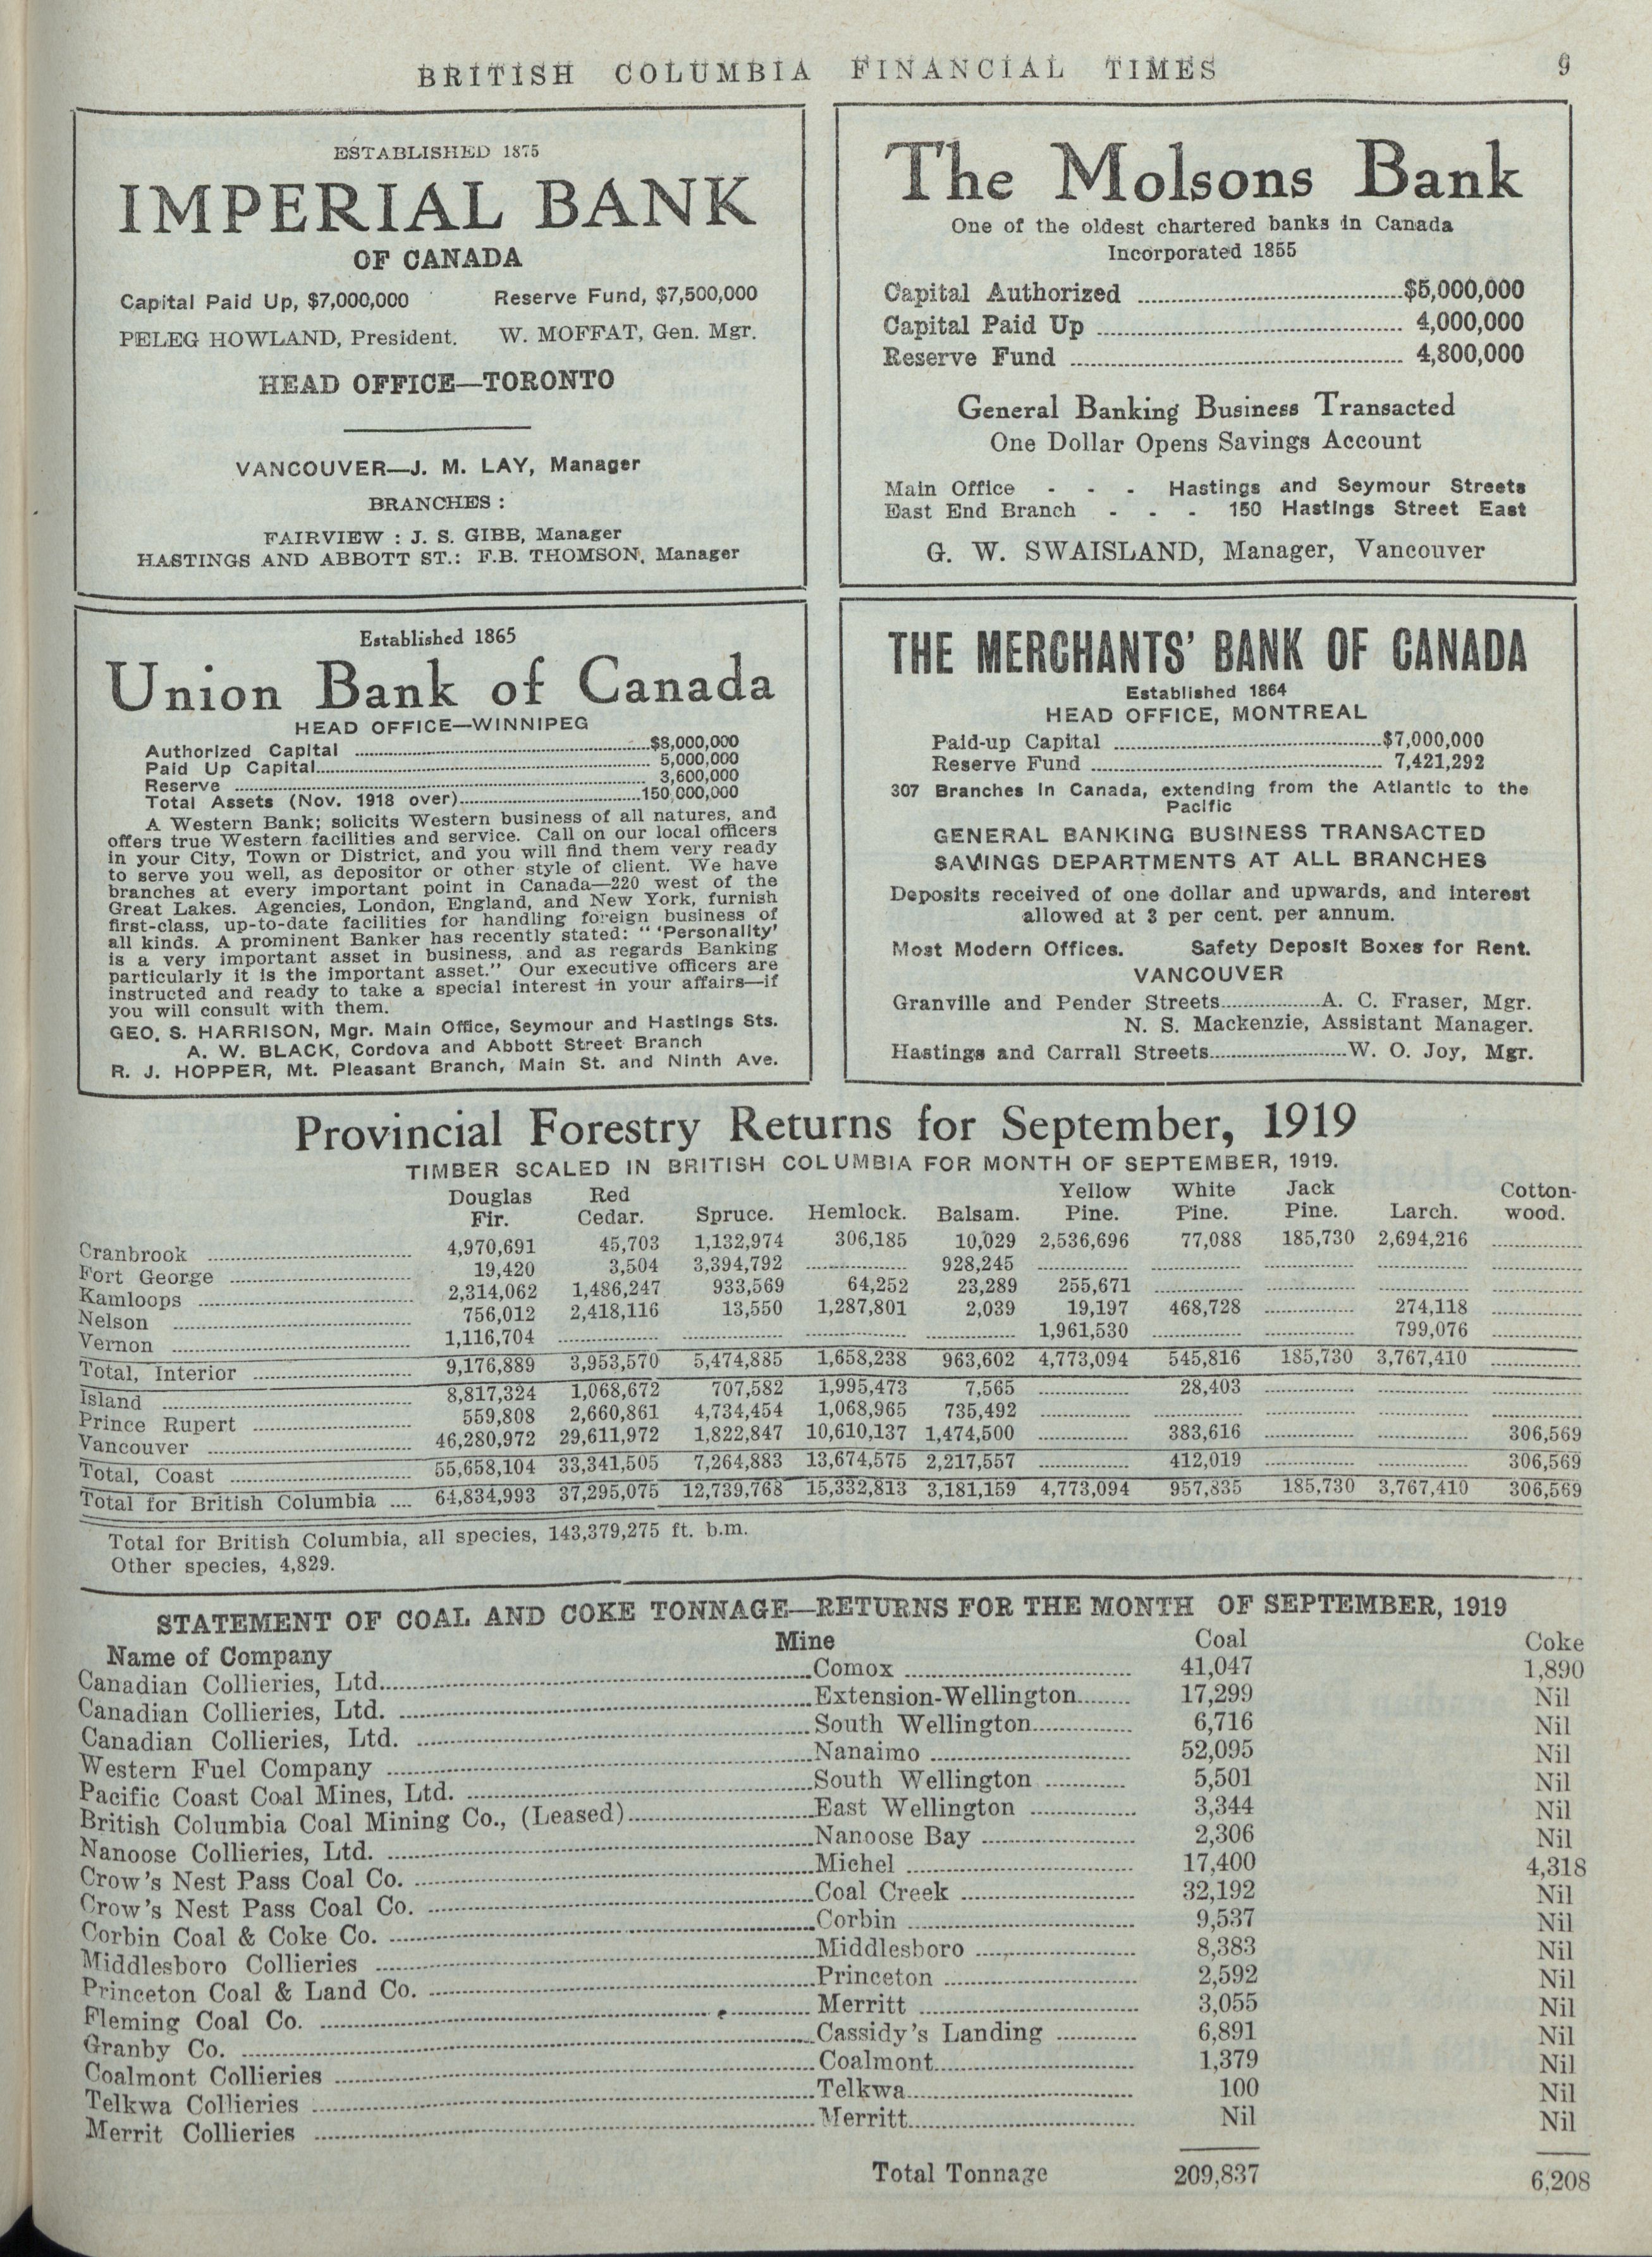 BRITISH COLUMBIA FINANCIAL TIMES 9
ESTABLISHED 1875
IMPERIAL BANK
OF CANADA
Capital Paid Up, $7,000,000 Reserve Fund, $7,500,000
PELEG HOWLAND, President. W. MOFFAT, Gen. Mgr.
HEAD OFFICE—TORONTO
VANCOUVER—J. M. LAY, Manager
BRANCHES :
FAIRVIEW : J. S. GIBB, Manager
HASTINGS AND ABBOTT ST.: F.B. THOMSON, Manager
The Molsons Bank
One of the oldest chartered banks in Canada
Incorporated 1855
Capital Authorized ........ $5,000,000
Capital Paid Up ........ 4,000,000
Reserve Fund ........ 4,800,000
General Banking Business Transacted
One Dollar Opens Savings Account
Main Office - - - Hastings and Seymour Streets
East End Branch - - - 150 Hastings Street East
G. W. SWAISLAND, Manager, Vancouver
Established 1865
Union Bank of Canada
HEAD OFFICE—WINNIPEG
Authorized Capital ........ $8,000,000
Paid Up Capital ........ 5,000,000
Reserve ........ 3,600,000
Total Assets (Nov. 1918 over) ........ 150,000,000
A Western Bank; solicits Western business of all natures, and
offers true Western facilities and service. Call on our local officers
in your City, Town or District, and you will find them very ready
to serve you well, as depositor or other style of client. We have
branches at every important point in Canada—220 west of the
Great Lakes. Agencies, London, England, and New York, furnish
first-class, up-to-date facilities for handling foreign business of
all kinds. A prominent Banker has recently stated: " 'Personality'
is a very important asset in business, and as regards Banking
particularly it is the important asset." Our executive officers are
instructed and ready to take a special interest in your affairs—if
you will consult with them.
GEO. S. HARRISON, Mgr. Main Office, Seymour and Hastings Sts.
A. W. BLACK, Cordova and Abbott Street Branch
R. J. HOPPER, Mt. Pleasant Branch, Main St. and Ninth Ave.
THE MERCHANTS' BANK OF CANADA
Established 1864
HEAD OFFICE, MONTREAL
Paid-up Capital ........ $7,000,000
Reserve Fund ........ 7,421,292
307 Branches in Canada, extending from the Atlantic to the
Pacific
GENERAL BANKING BUSINESS TRANSACTED
SAVINGS DEPARTMENTS AT ALL BRANCHES
Deposits received of one dollar and upwards, and interest
allowed at 3 per cent. per annum.
Most Modern Offices. Safety Deposit Boxes for Rent.
VANCOUVER
Granville and Pender Streets ........ A. C. Fraser, Mgr.
N. S. Mackenzie, Assistant Manager.
Hastings and Carrall Streets ........ W. O. Joy, Mgr.
Provincial Forestry Returns for September, 1919
TIMBER SCALED IN BRITISH COLUMBIA FOR MONTH OF SEPTEMBER, 1919.
Douglas Red Yellow White Jack Cotton-
Fir. Cedar. Spruce. Hemlock. Balsam. Pine. Pine. Pine. Larch. wood.
Cranbrook ........ 4,970,691 45,703 1,132,974 306,185 10,029 2,536,696 77,088 185,730 2,694,216 ........
Fort George ........ 19,420 3,504 3,394,792 ........ 928,245 ........ ........ ........ ........ ........
Kamloops ........ 2,314,062 1,486,247 933,569 64,252 23,289 255,671 ........ ........ ........ ........
Nelson ........ 756,012 2,418,116 13,550 1,287,801 2,039 19,197 468,728 ........ 274,118 ........
Vernon ........ 1,116,704 ........ ........ ........ ........ 1,961,530 ........ ........ 799,076 ........
Total, Interior ........ 9,176,889 3,953,570 5,474,885 1,658,238 963,602 4,773,094 545,816 185,730 3,767,410 ........
Island ........ 8,817,324 1,068,672 707,582 1,995,473 7,565 ........ 28,403 ........ ........ ........
Prince Rupert ........ 559,808 2,660,861 4,734,454 1,068,965 735,492 ........ ........ ........ ........ ........
Vancouver ........ 46,280,972 29,611,972 1,822,847 10,610,137 1,474,500 ........ 383,616 ........ ........ 306,569
Total, Coast ........ 55,658,104 33,341,505 7,264,883 13,674,575 2,217,557 ........ 412,019 ........ ........ 306,569
Total for British Columbia .... 64,834,993 37,295,075 12,739,768 15,332,813 3,181,159 4,773,094 957,835 185,730 3,767,410 306,569
Total for British Columbia, all species, 143,379,275 ft. b.m.
Other species, 4,829.
STATEMENT OF COAL AND COKE TONNAGE—RETURNS FOR THE MONTH OF SEPTEMBER, 1919
Name of Company Mine Coal Coke
Canadian Collieries, Ltd. ........ Comox ........ 41,047 1,890
Canadian Collieries, Ltd. ........ Extension-Wellington ........ 17,299 Nil
Canadian Collieries, Ltd. ........ South Wellington ........ 6,716 Nil
Western Fuel Company ........ Nanaimo ........ 52,095 Nil
Pacific Coast Coal Mines, Ltd. ........ South Wellington ........ 5,501 Nil
British Columbia Coal Mining Co., (Leased) ........ East Wellington ........ 3,344 Nil
Nanoose Collieries, Ltd. ........ Nanoose Bay ........ 2,306 Nil
Crow's Nest Pass Coal Co. ........ Michel ........ 17,400 4,318
Crow's Nest Pass Coal Co. ........ Coal Creek ........ 32,192 Nil
Corbin Coal & Coke Co. ........ Corbin ........ 9,537 Nil
Middlesboro Collieries ........ Middlesboro ........ 8,383 Nil
Princeton Coal & Land Co. ........ Princeton ........ 2,592 Nil
Fleming Coal Co. ........ Merritt ........ 3,055 Nil
Granby Co. ........ Cassidy's Landing ........ 6,891 Nil
Coalmont Collieries ........ Coalmont ........ 1,379 Nil
Telkwa Collieries ........ Telkwa ........ 100 Nil
Merrit Collieries ........ Merritt ........ Nil Nil
Total Tonnage 209,837 6,208